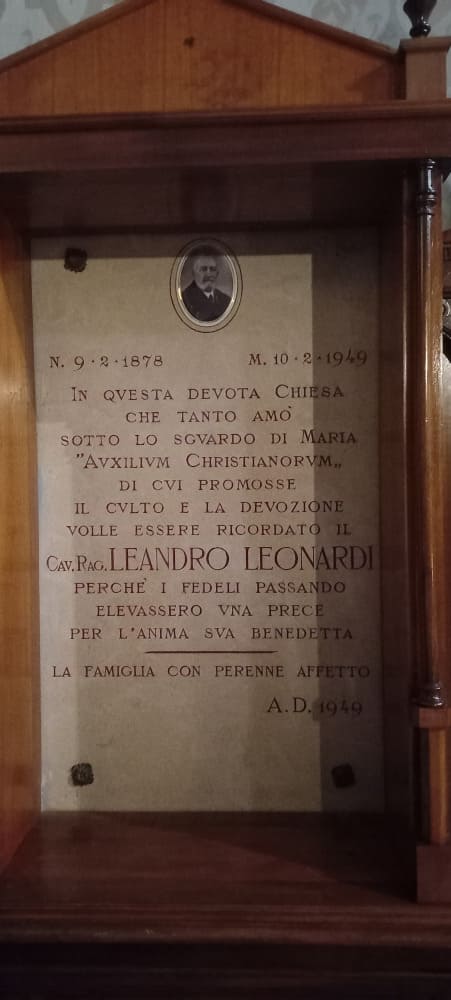 N. 9·2·1878 M. 10·2·1949
IN QVESTA DEVOTA CHIESA
CHE TANTO AMO'
SOTTO LO SGVARDO DI MARIA
"AVXILIVM CHRISTIANORVM„
DI CVI PROMOSSE
IL CVLTO E LA DEVOZIONE
VOLLE ESSERE RICORDATO IL
CAV. RAG. LEANDRO LEONARDI
PERCHE' I FEDELI PASSANDO
ELEVASSERO VNA PRECE
PER L'ANIMA SVA BENEDETTA
LA FAMIGLIA CON PERENNE AFFETTO
A.D. 1949